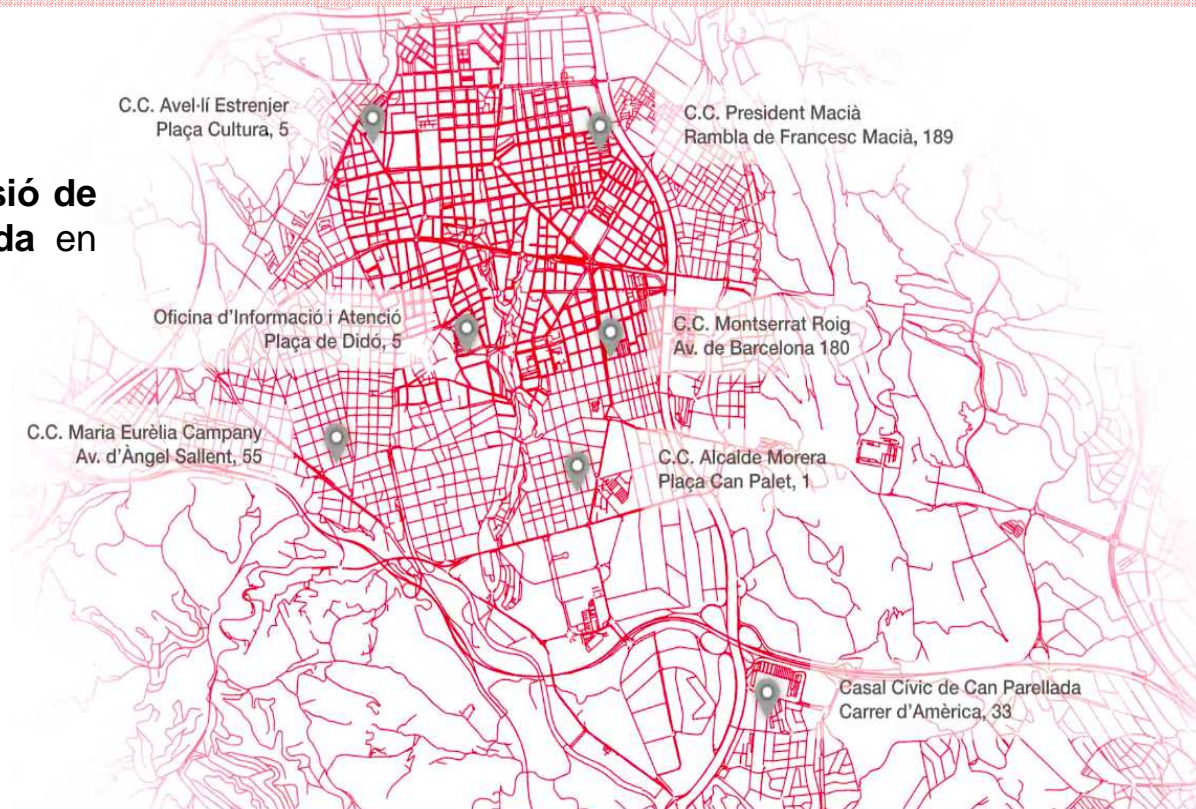 C.C. Avel·lí Estrenjer
Plaça Cultura, 5
C.C. President Macià
Rambla de Francesc Macià, 189
sió de
da en
Oficina d'Informació i Atenció
Plaça de Didó, 5
C.C. Montserrat Roig
Av. de Barcelona 180
C.C. Maria Eurèlia Campany
Av. d'Àngel Sallent, 55
C.C. Alcalde Morera
Plaça Can Palet, 1
Casal Cívic de Can Parellada
Carrer d'Amèrica, 33